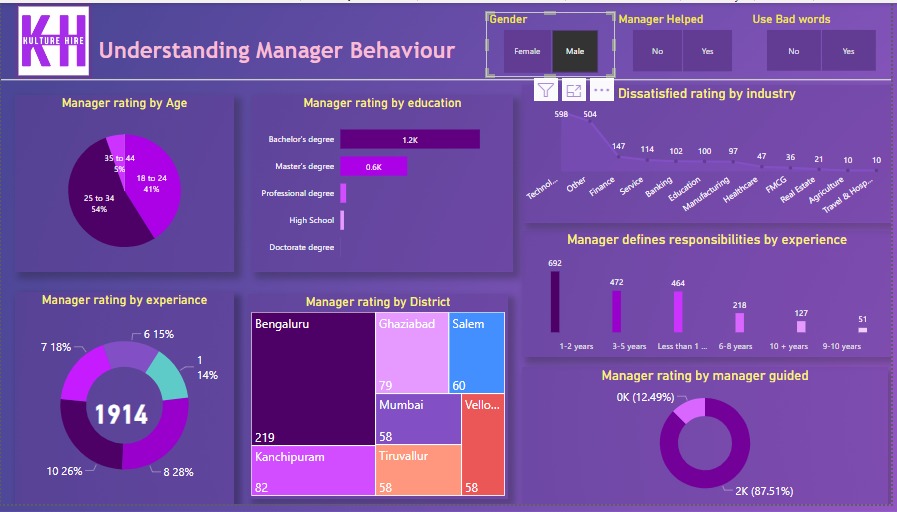 KH
KULTURE HIRE
Understanding Manager Behaviour
Gender
Female
Male
Manager Helped
No
Yes
Use Bad words
No
Yes
Manager rating by Age
35 to 44
5%
18 to 24
41%
25 to 34
54%
Manager rating by education
Bachelor's degree
1.2K
Master's degree
0.6K
Professional degree
High School
Doctorate degree
Dissatisfied rating by industry
598
504
147
114
102
100
97
47
36
21
10
10
Technol...
Other
Finance
Service
Banking
Education
Manufacturing
Healthcare
FMCG
Real Estate
Agriculture
Travel & Hosp...
Manager defines responsibilities by experience
692
472
464
218
127
51
1-2 years
3-5 years
Less than 1 ...
6-8 years
10 + years
9-10 years
Manager rating by experiance
6 15%
7 18%
1
14%
1914
10 26%
8 28%
Manager rating by District
Bengaluru
219
Kanchipuram
82
Ghaziabad
79
Salem
60
Mumbai
58
Tiruvallur
58
Vello...
58
Manager rating by manager guided
0K (12.49%)
2K (87.51%)